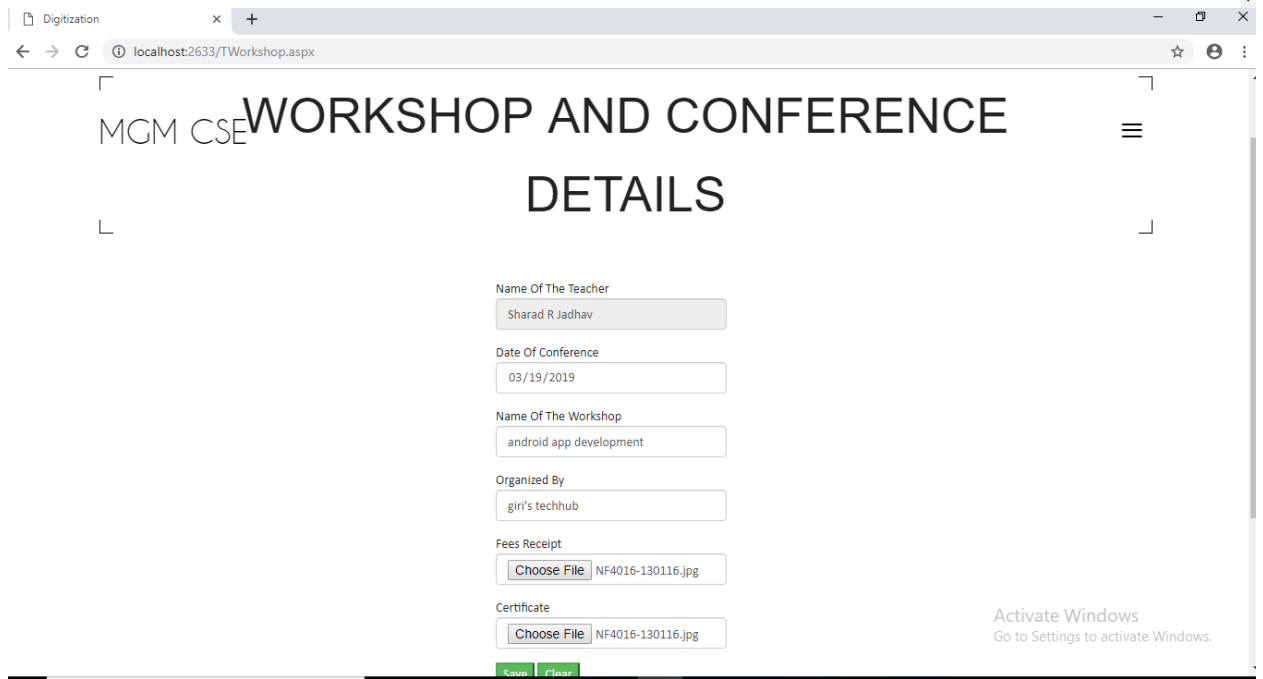 Digitization
localhost:2633/TWorkshop.aspx
MGM CSE
WORKSHOP AND CONFERENCE
DETAILS
Name Of The Teacher
Sharad R Jadhav
Date Of Conference
03/19/2019
Name Of The Workshop
android app development
Organized By
giri's techhub
Fees Receipt
Choose File NF4016-130116.jpg
Certificate
Choose File NF4016-130116.jpg
Save Clear
Activate Windows
Go to Settings to activate Windows.